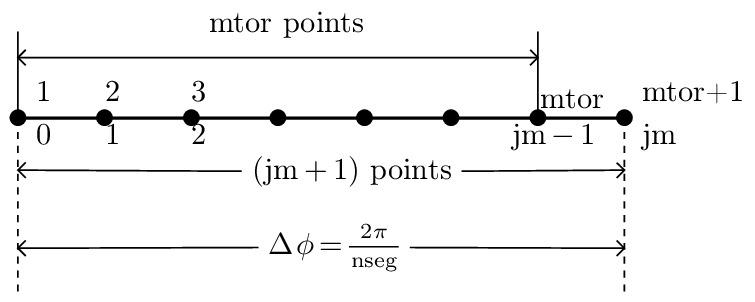 mtor points
1 2 3 mtor mtor+1
0 1 2 jm − 1 jm
(jm + 1) points
Δϕ = 2π/nseg